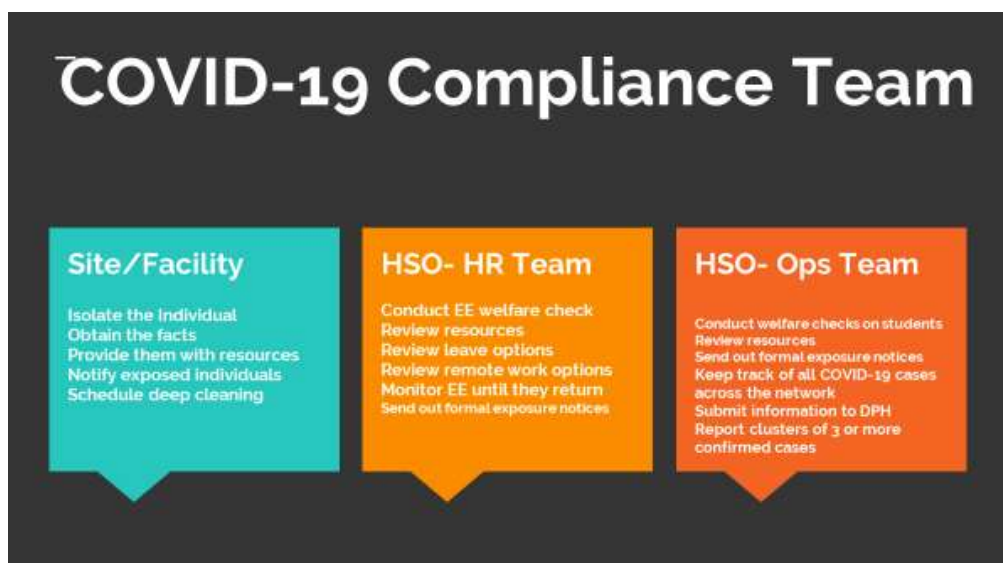 COVID-19 Compliance Team
Site/Facility
Isolate the Individual
Obtain the facts
Provide them with resources
Notify exposed individuals
Schedule deep cleaning
HSO- HR Team
Conduct EE welfare check
Review resources
Review leave options
Review remote work options
Monitor EE until they return
Send out formal exposure notices
HSO- Ops Team
Conduct welfare checks on students
Review resources
Send out formal exposure notices
Keep track of all COVID-19 cases
across the network
Submit information to DPH
Report clusters of 3 or more
confirmed cases